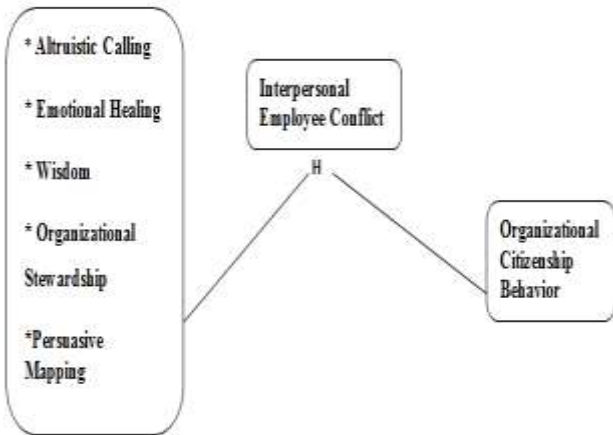 * Altruistic Calling
* Emotional Healing
* Wisdom
* Organizational
Stewardship
*Persuasive
Mapping
Interpersonal
Employee Conflict
H
Organizational
Citizenship
Behavior